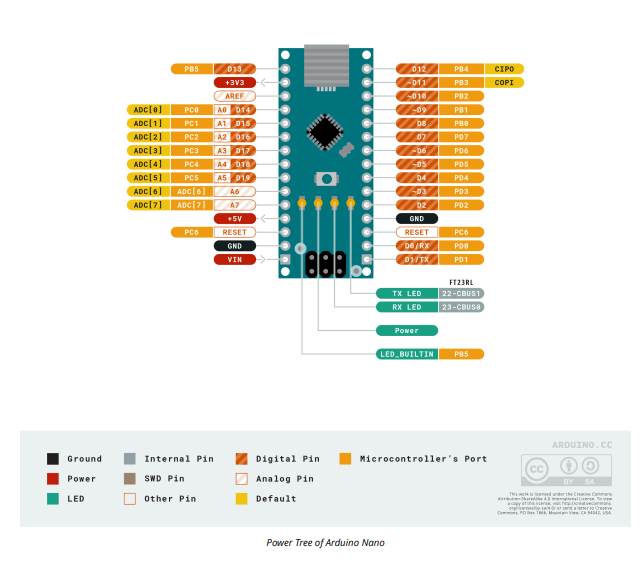 PB5 D13
+3V3
AREF
ADC[0] PC0 A0 D14
ADC[1] PC1 A1 D15
ADC[2] PC2 A2 D16
ADC[3] PC3 A3 D17
ADC[4] PC4 A4 D18
ADC[5] PC5 A5 D19
ADC[6] ADC[6] A6
ADC[7] ADC[7] A7
+5V
PC6 RESET
GND
VIN
D12 PB4 CIPO
~D11 PB3 COPI
~D10 PB2
~D9 PB1
D8 PB0
D7 PD7
~D6 PD6
~D5 PD5
D4 PD4
~D3 PD3
D2 PD2
GND
RESET PC6
D0/RX PD0
D1/TX PD1
FT23RL
TX LED 22-CBUS1
RX LED 23-CBUS0
Power
LED_BUILTIN PB5
Ground
Power
LED
Internal Pin
SWD Pin
Other Pin
Digital Pin
Analog Pin
Default
Microcontroller's Port
ARDUINO.CC
cc BY SA
This work is licensed under the Creative Commons
Attribution-ShareAlike 4.0 International License. To view
a copy of this license, visit http://creativecommons.
org/licenses/by-sa/4.0/ or send a letter to Creative
Commons, PO Box 1866, Mountain View, CA 94042, USA.
Power Tree of Arduino Nano